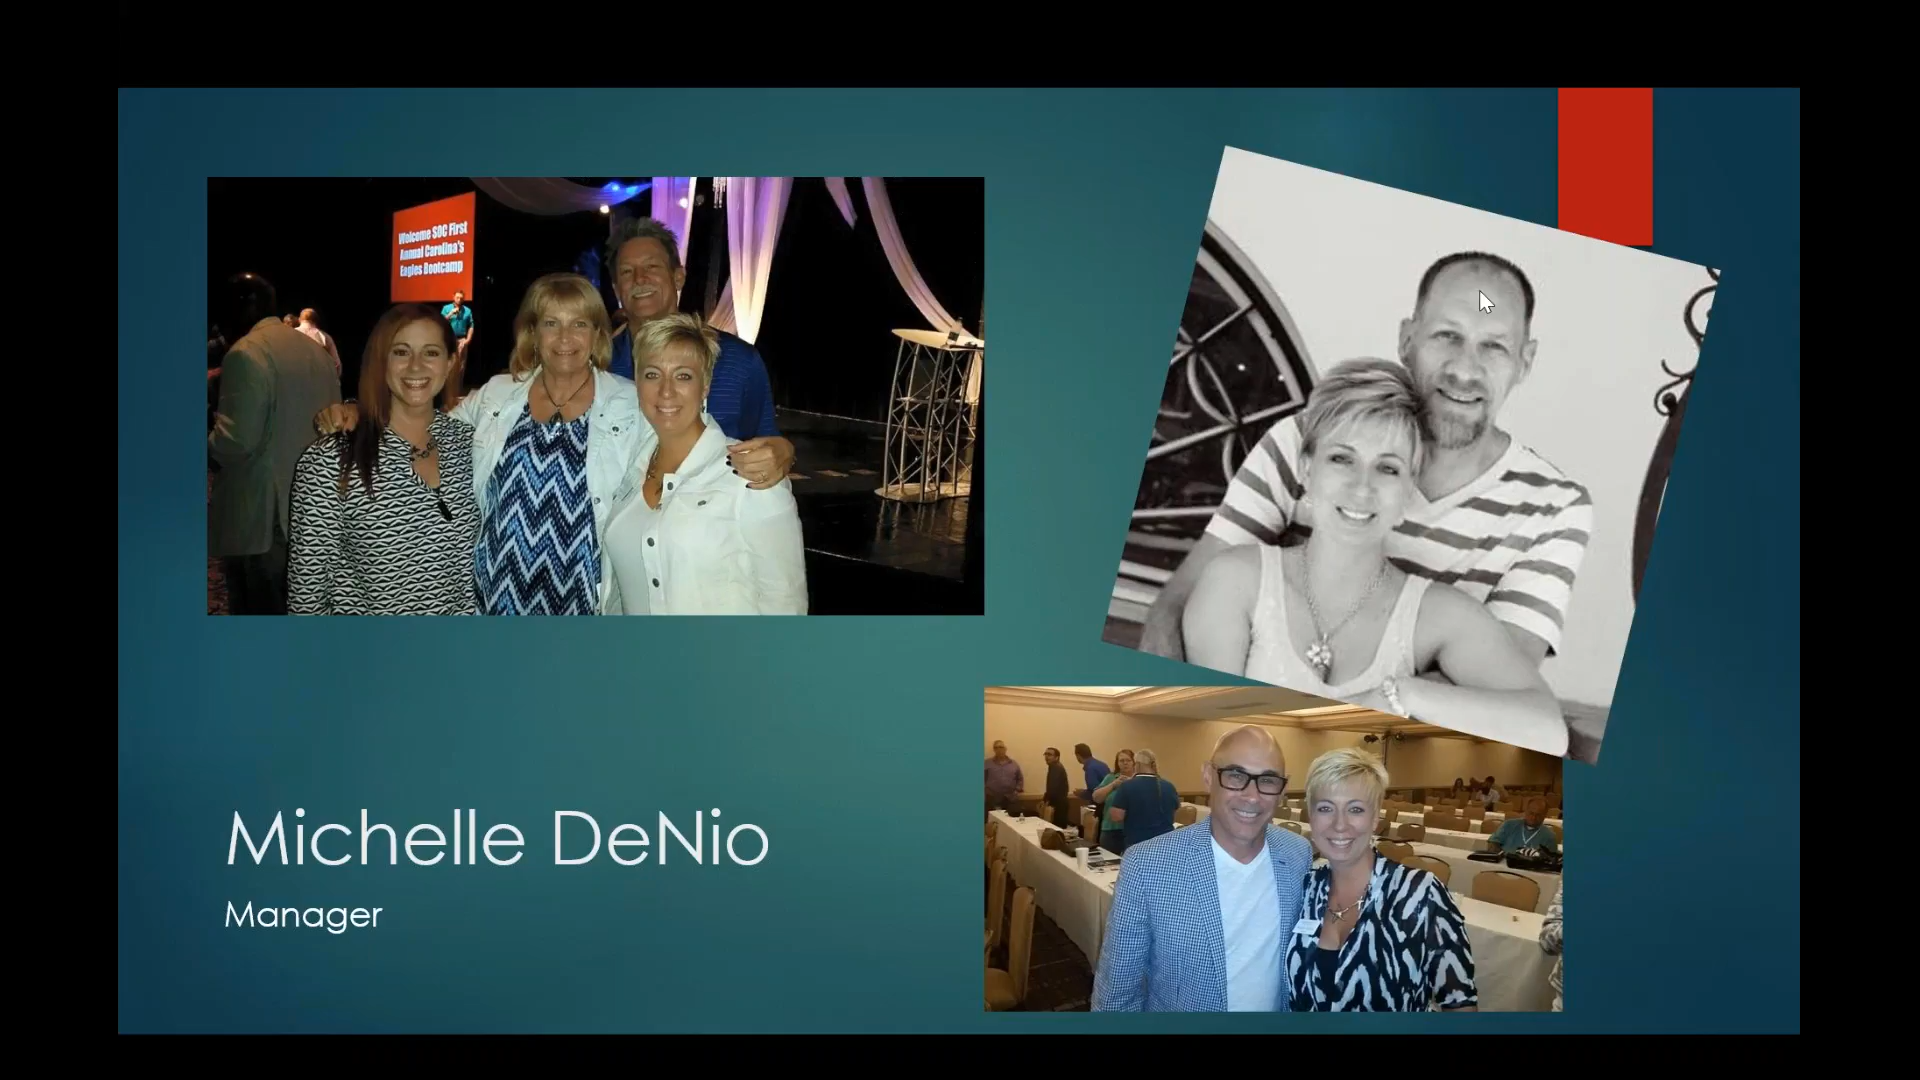 Welcome SOC First
Annual Carolina's
Eagles Bootcamp
Michelle DeNio
Manager